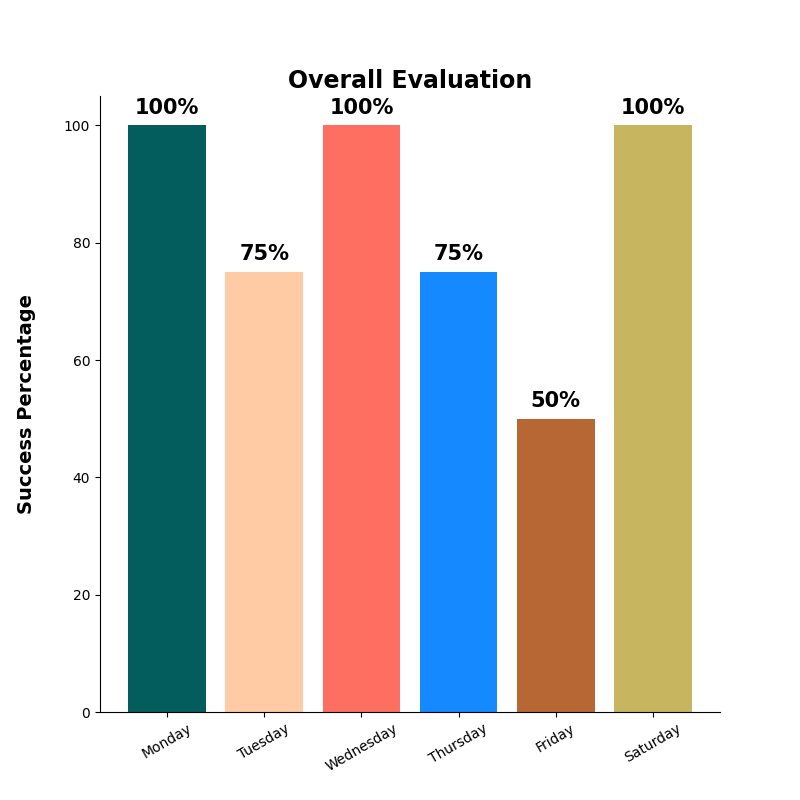 Overall Evaluation
100%
100%
100%
75%
75%
50%
Success Percentage
100
80
60
40
20
0
Monday
Tuesday
Wednesday
Thursday
Friday
Saturday